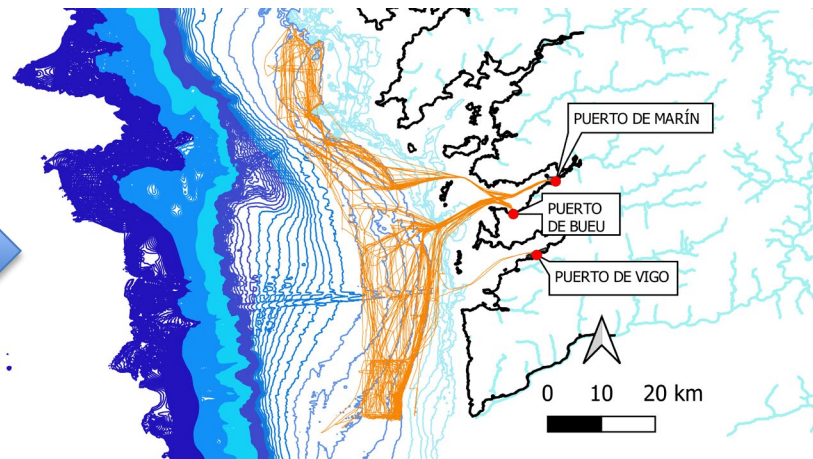 PUERTO DE MARÍN
PUERTO
DE BUEU
PUERTO DE VIGO
0 10 20 km